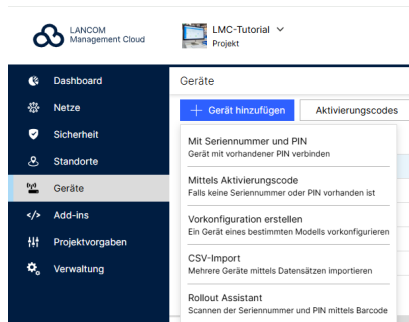 LANCOM
Management Cloud
LMC-Tutorial
Projekt
Dashboard
Netze
Sicherheit
Standorte
Geräte
Add-ins
Projektvorgaben
Verwaltung
Geräte
Gerät hinzufügen
Aktivierungscodes
Mit Seriennummer und PIN
Gerät mit vorhandener PIN verbinden
Mittels Aktivierungscode
Falls keine Seriennummer oder PIN vorhanden ist
Vorkonfiguration erstellen
Ein Gerät eines bestimmten Modells vorkonfigurieren
CSV-Import
Mehrere Geräte mittels Datensätzen importieren
Rollout Assistant
Scannen der Seriennummer und PIN mittels Barcode